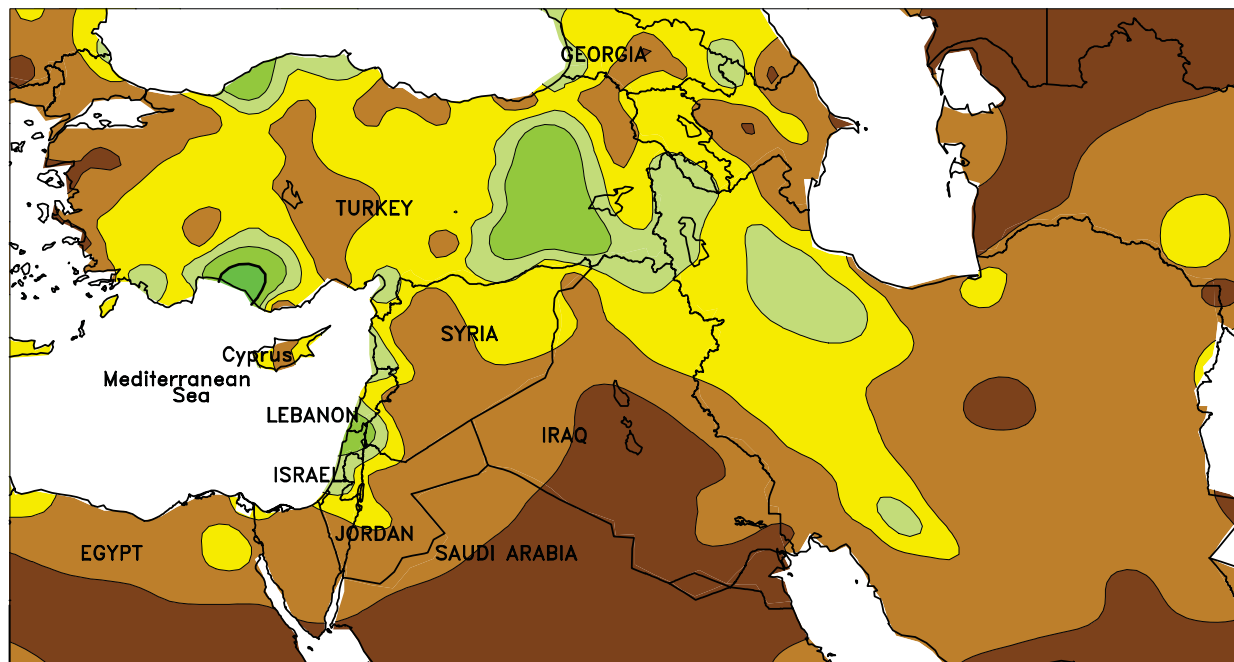 GEORGIA
TURKEY
SYRIA
Cyprus
Mediterranean
Sea
LEBANON
IRAQ
ISRAEL
JORDAN
EGYPT
SAUDI ARABIA